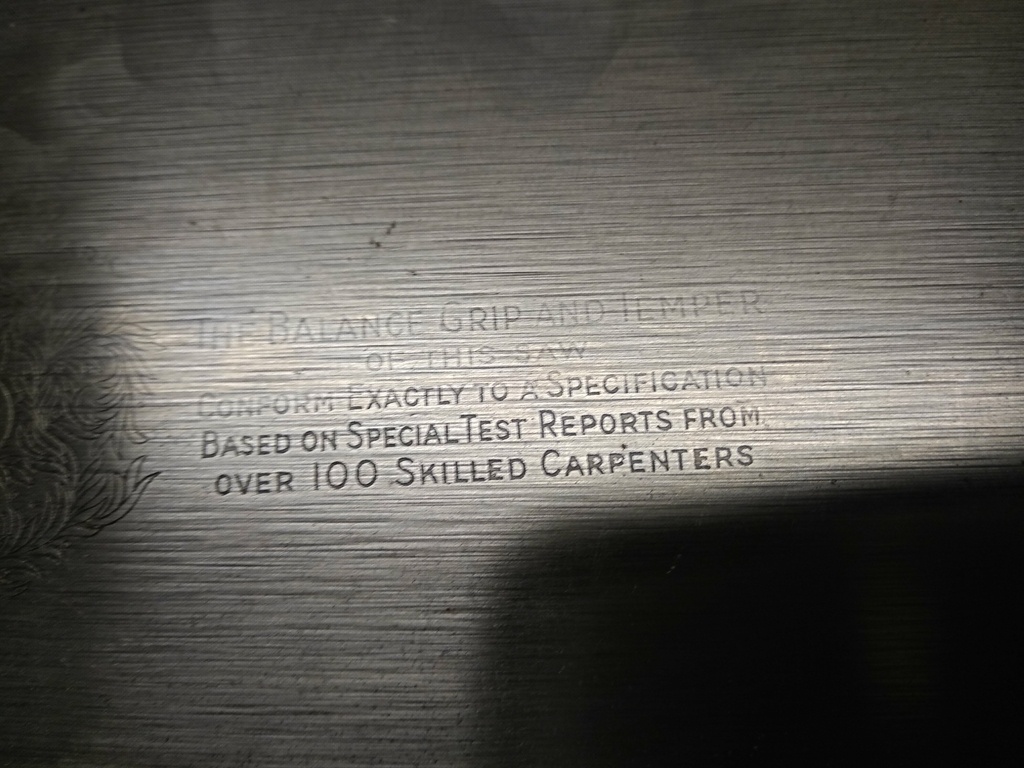 The Balance Grip and Temper
of this saw
Conform Exactly to a Specification
Based on Special Test Reports from
over 100 Skilled Carpenters